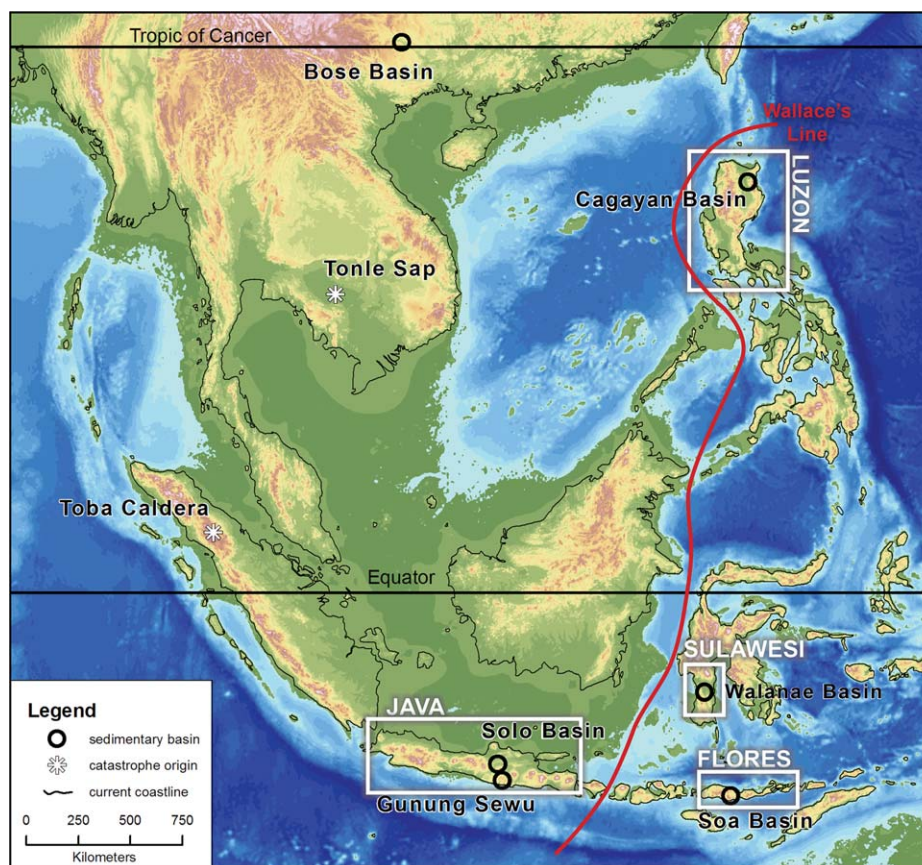 Tropic of Cancer
Bose Basin
Wallace's
Line
LUZON
Cagayan Basin
Tonle Sap
Toba Caldera
Equator
SULAWESI
Walanae Basin
JAVA
Solo Basin
Gunung Sewu
FLORES
Soa Basin
Legend
sedimentary basin
catastrophe origin
current coastline
0 250 500 750
Kilometers